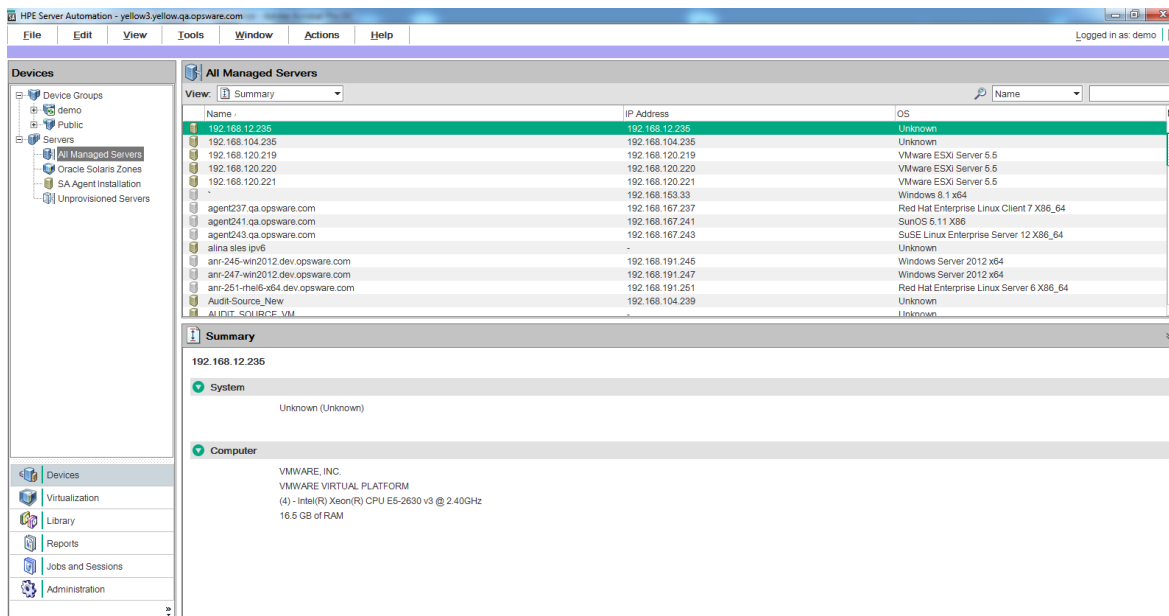 HPE Server Automation - yellow3.yellow.qa.opsware.com
File Edit View Tools Window Actions Help Logged in as: demo
Devices
Device Groups
demo
Public
Servers
All Managed Servers
Oracle Solaris Zones
SA Agent Installation
Unprovisioned Servers
Devices
Virtualization
Library
Reports
Jobs and Sessions
Administration
»
All Managed Servers
View: Summary Name
Name IP Address OS
192.168.12.235 192.168.12.235 Unknown
192.168.104.235 192.168.104.235 Unknown
192.168.120.219 192.168.120.219 VMware ESXi Server 5.5
192.168.120.220 192.168.120.220 VMware ESXi Server 5.5
192.168.120.221 192.168.120.221 VMware ESXi Server 5.5
` 192.168.153.33 Windows 8.1 x64
agent237.qa.opsware.com 192.168.167.237 Red Hat Enterprise Linux Client 7 X86_64
agent241.qa.opsware.com 192.168.167.241 SunOS 5.11 X86
agent243.qa.opsware.com 192.168.167.243 SuSE Linux Enterprise Server 12 X86_64
alina sles ipv6 - Unknown
anr-245-win2012.dev.opsware.com 192.168.191.245 Windows Server 2012 x64
anr-247-win2012.dev.opsware.com 192.168.191.247 Windows Server 2012 x64
anr-251-rhel6-x64.dev.opsware.com 192.168.191.251 Red Hat Enterprise Linux Server 6 X86_64
Audit-Source_New 192.168.104.239 Unknown
AUDIT_SOURCE_VM - Unknown
Summary
192.168.12.235
System
Unknown (Unknown)
Computer
VMWARE, INC.
VMWARE VIRTUAL PLATFORM
(4) - Intel(R) Xeon(R) CPU E5-2630 v3 @ 2.40GHz
16.5 GB of RAM